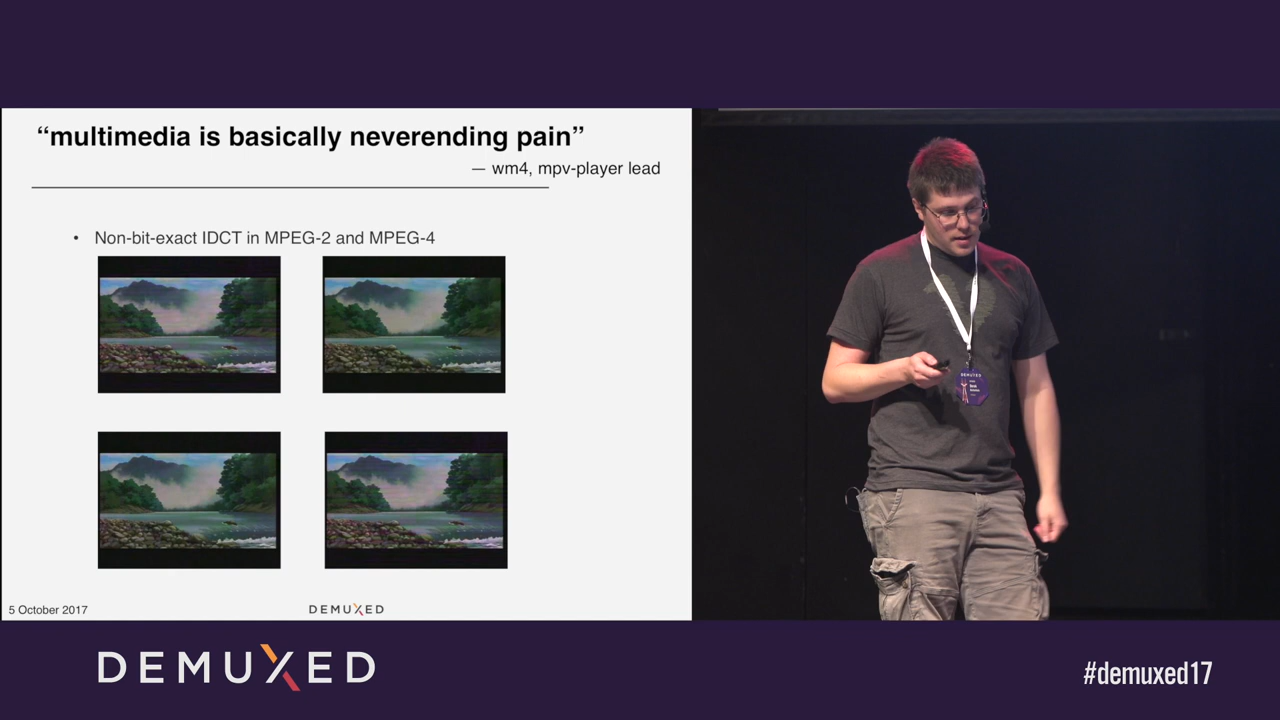 “multimedia is basically neverending pain”
— wm4, mpv-player lead
• Non-bit-exact IDCT in MPEG-2 and MPEG-4
5 October 2017
DEMUXED
DEMUXED
DEMUXED
#demuxed17